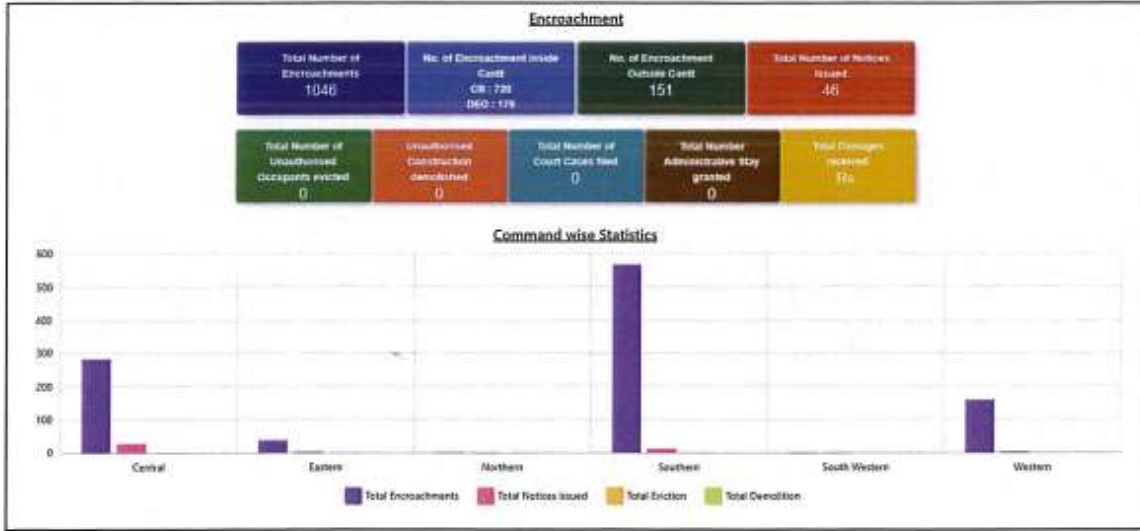 Encroachment
Total Number of
Encroachments
1046
No. of Encroachment Inside
Cantt
CB : 720
DEO : 175
No. of Encroachment
Outside Cantt
151
Total Number of Notices
Issued
46
Total Number of
Unauthorised
Occupants evicted
0
Unauthorised
Construction
demolished
0
Total Number of
Court Cases filed
0
Total Number
Administrative Stay
granted
0
Total Damages
received
Rs
Command wise Statistics
600
500
400
300
200
100
0
Central
Eastern
Northern
Southern
South Western
Western
Total Encroachments
Total Notices issued
Total Eviction
Total Demolition